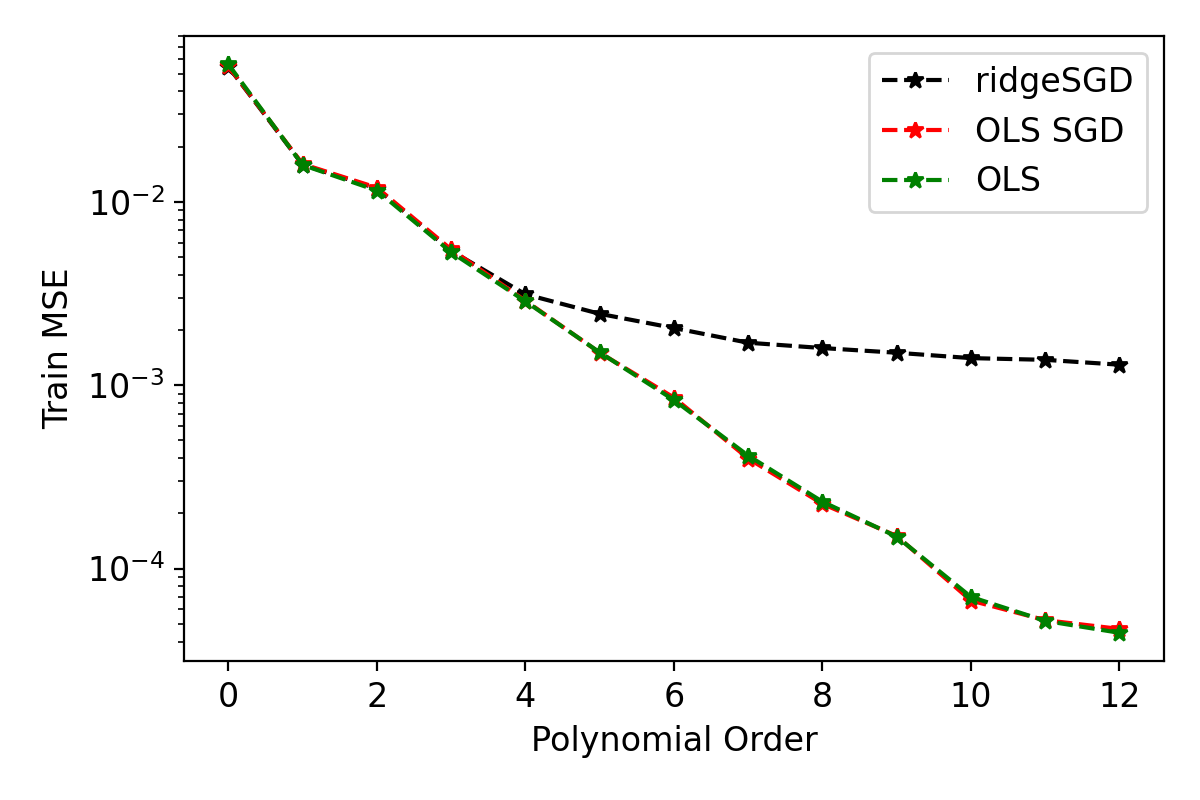 ridgeSGD
OLS SGD
OLS
10⁻²
10⁻³
10⁻⁴
Train MSE
0 2 4 6 8 10 12
Polynomial Order